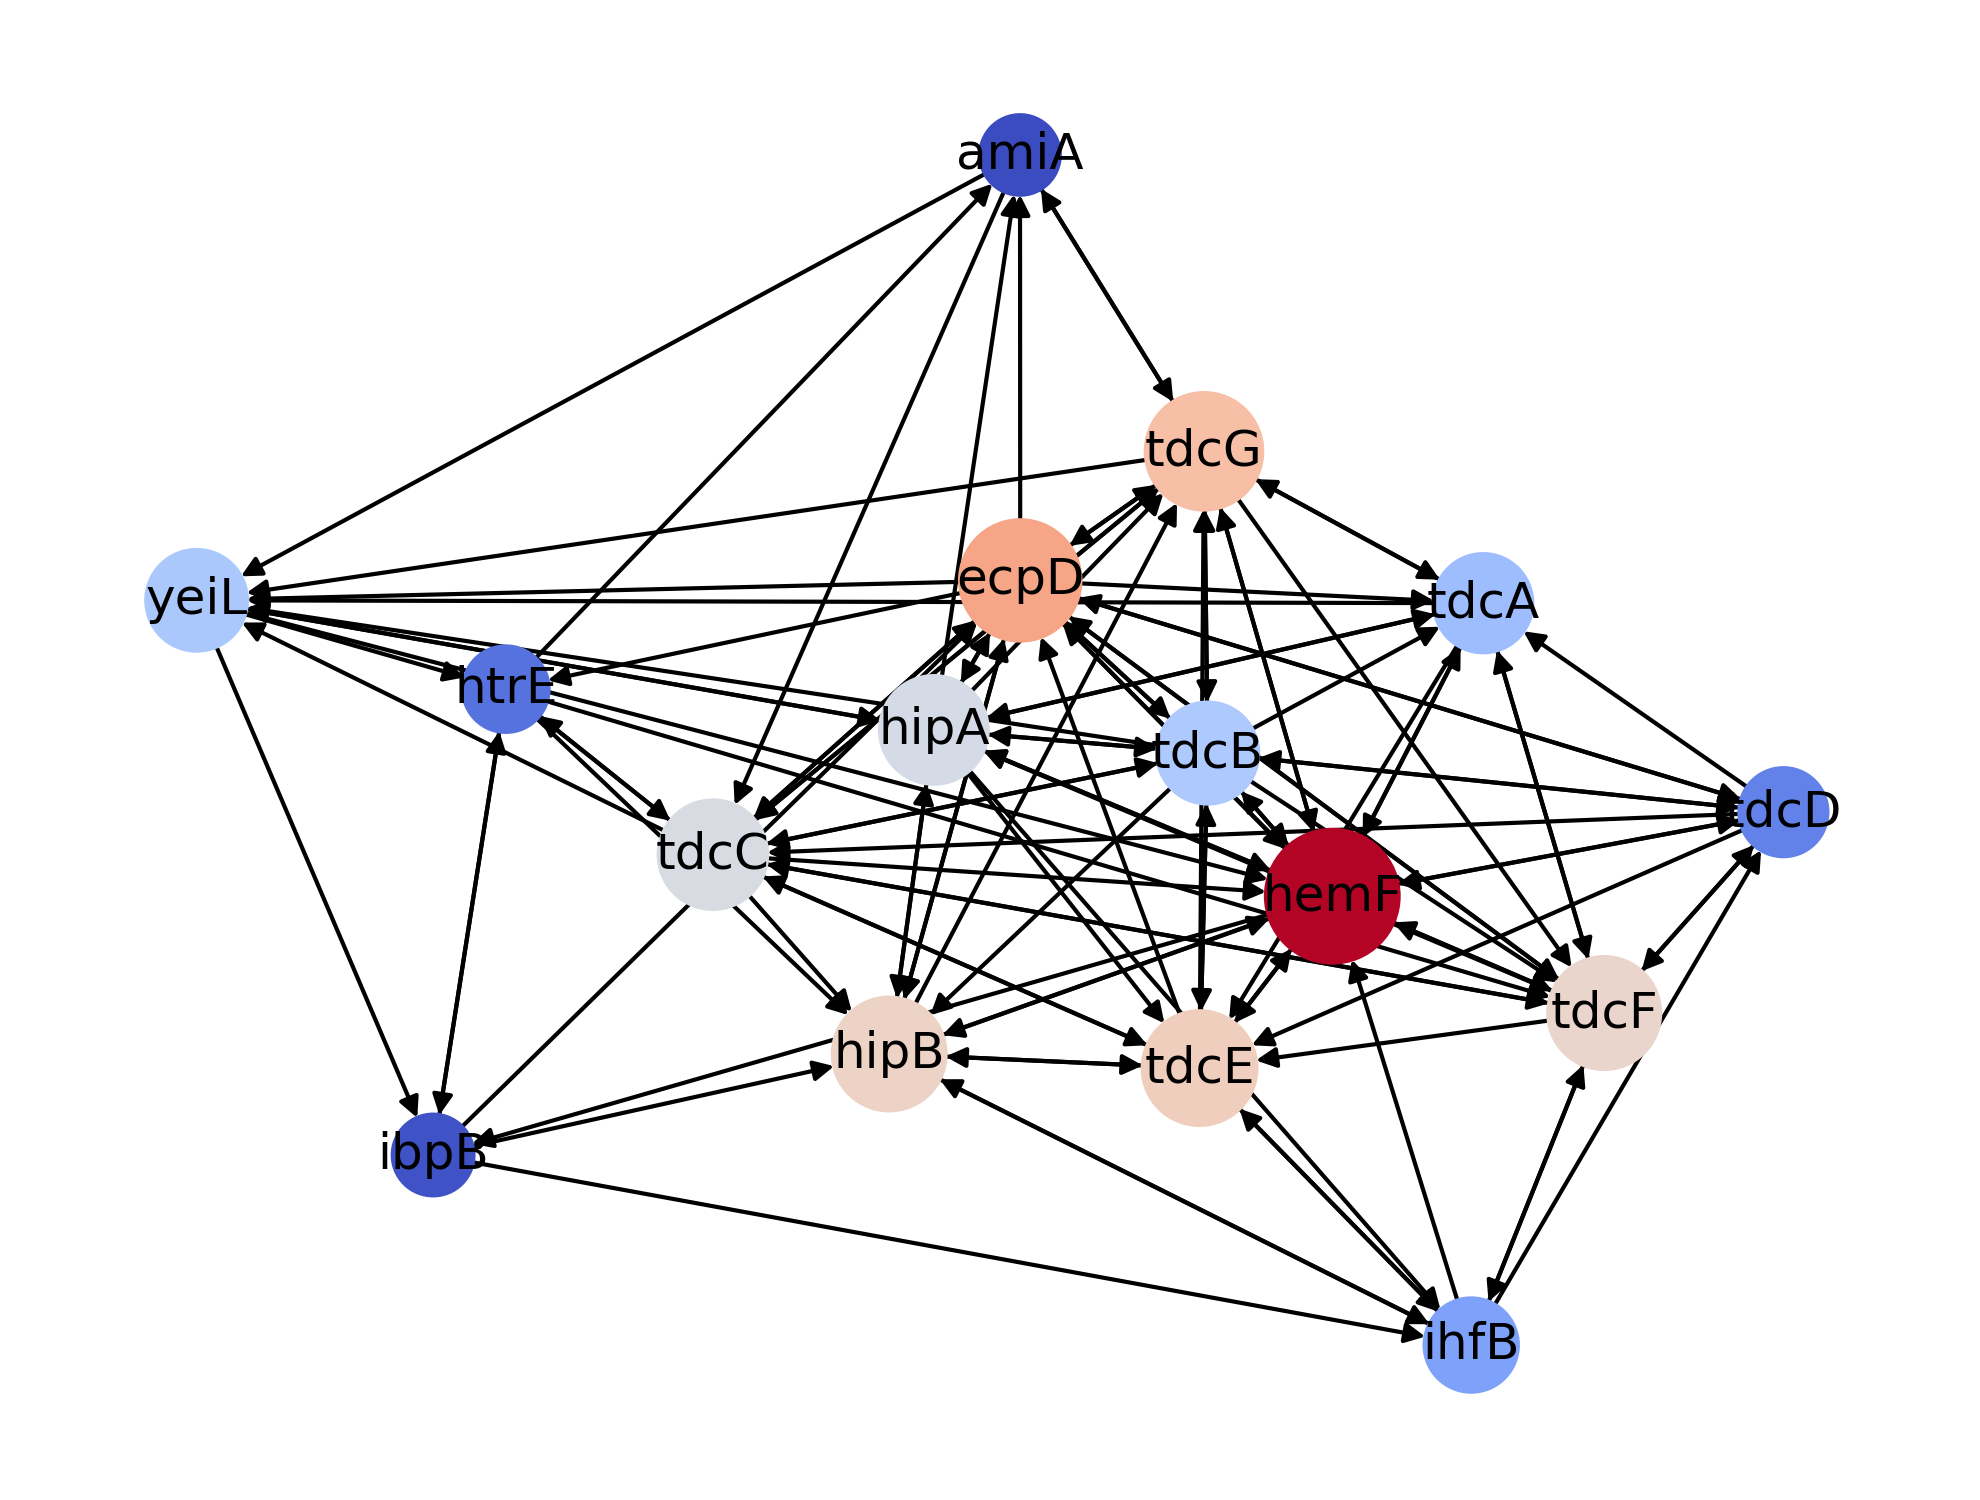 amiA
tdcG
ecpD
yeiL
tdcA
htrE
hipA
tdcB
tdcD
tdcC
hemF
tdcF
hipB
tdcE
ibpB
ihfB